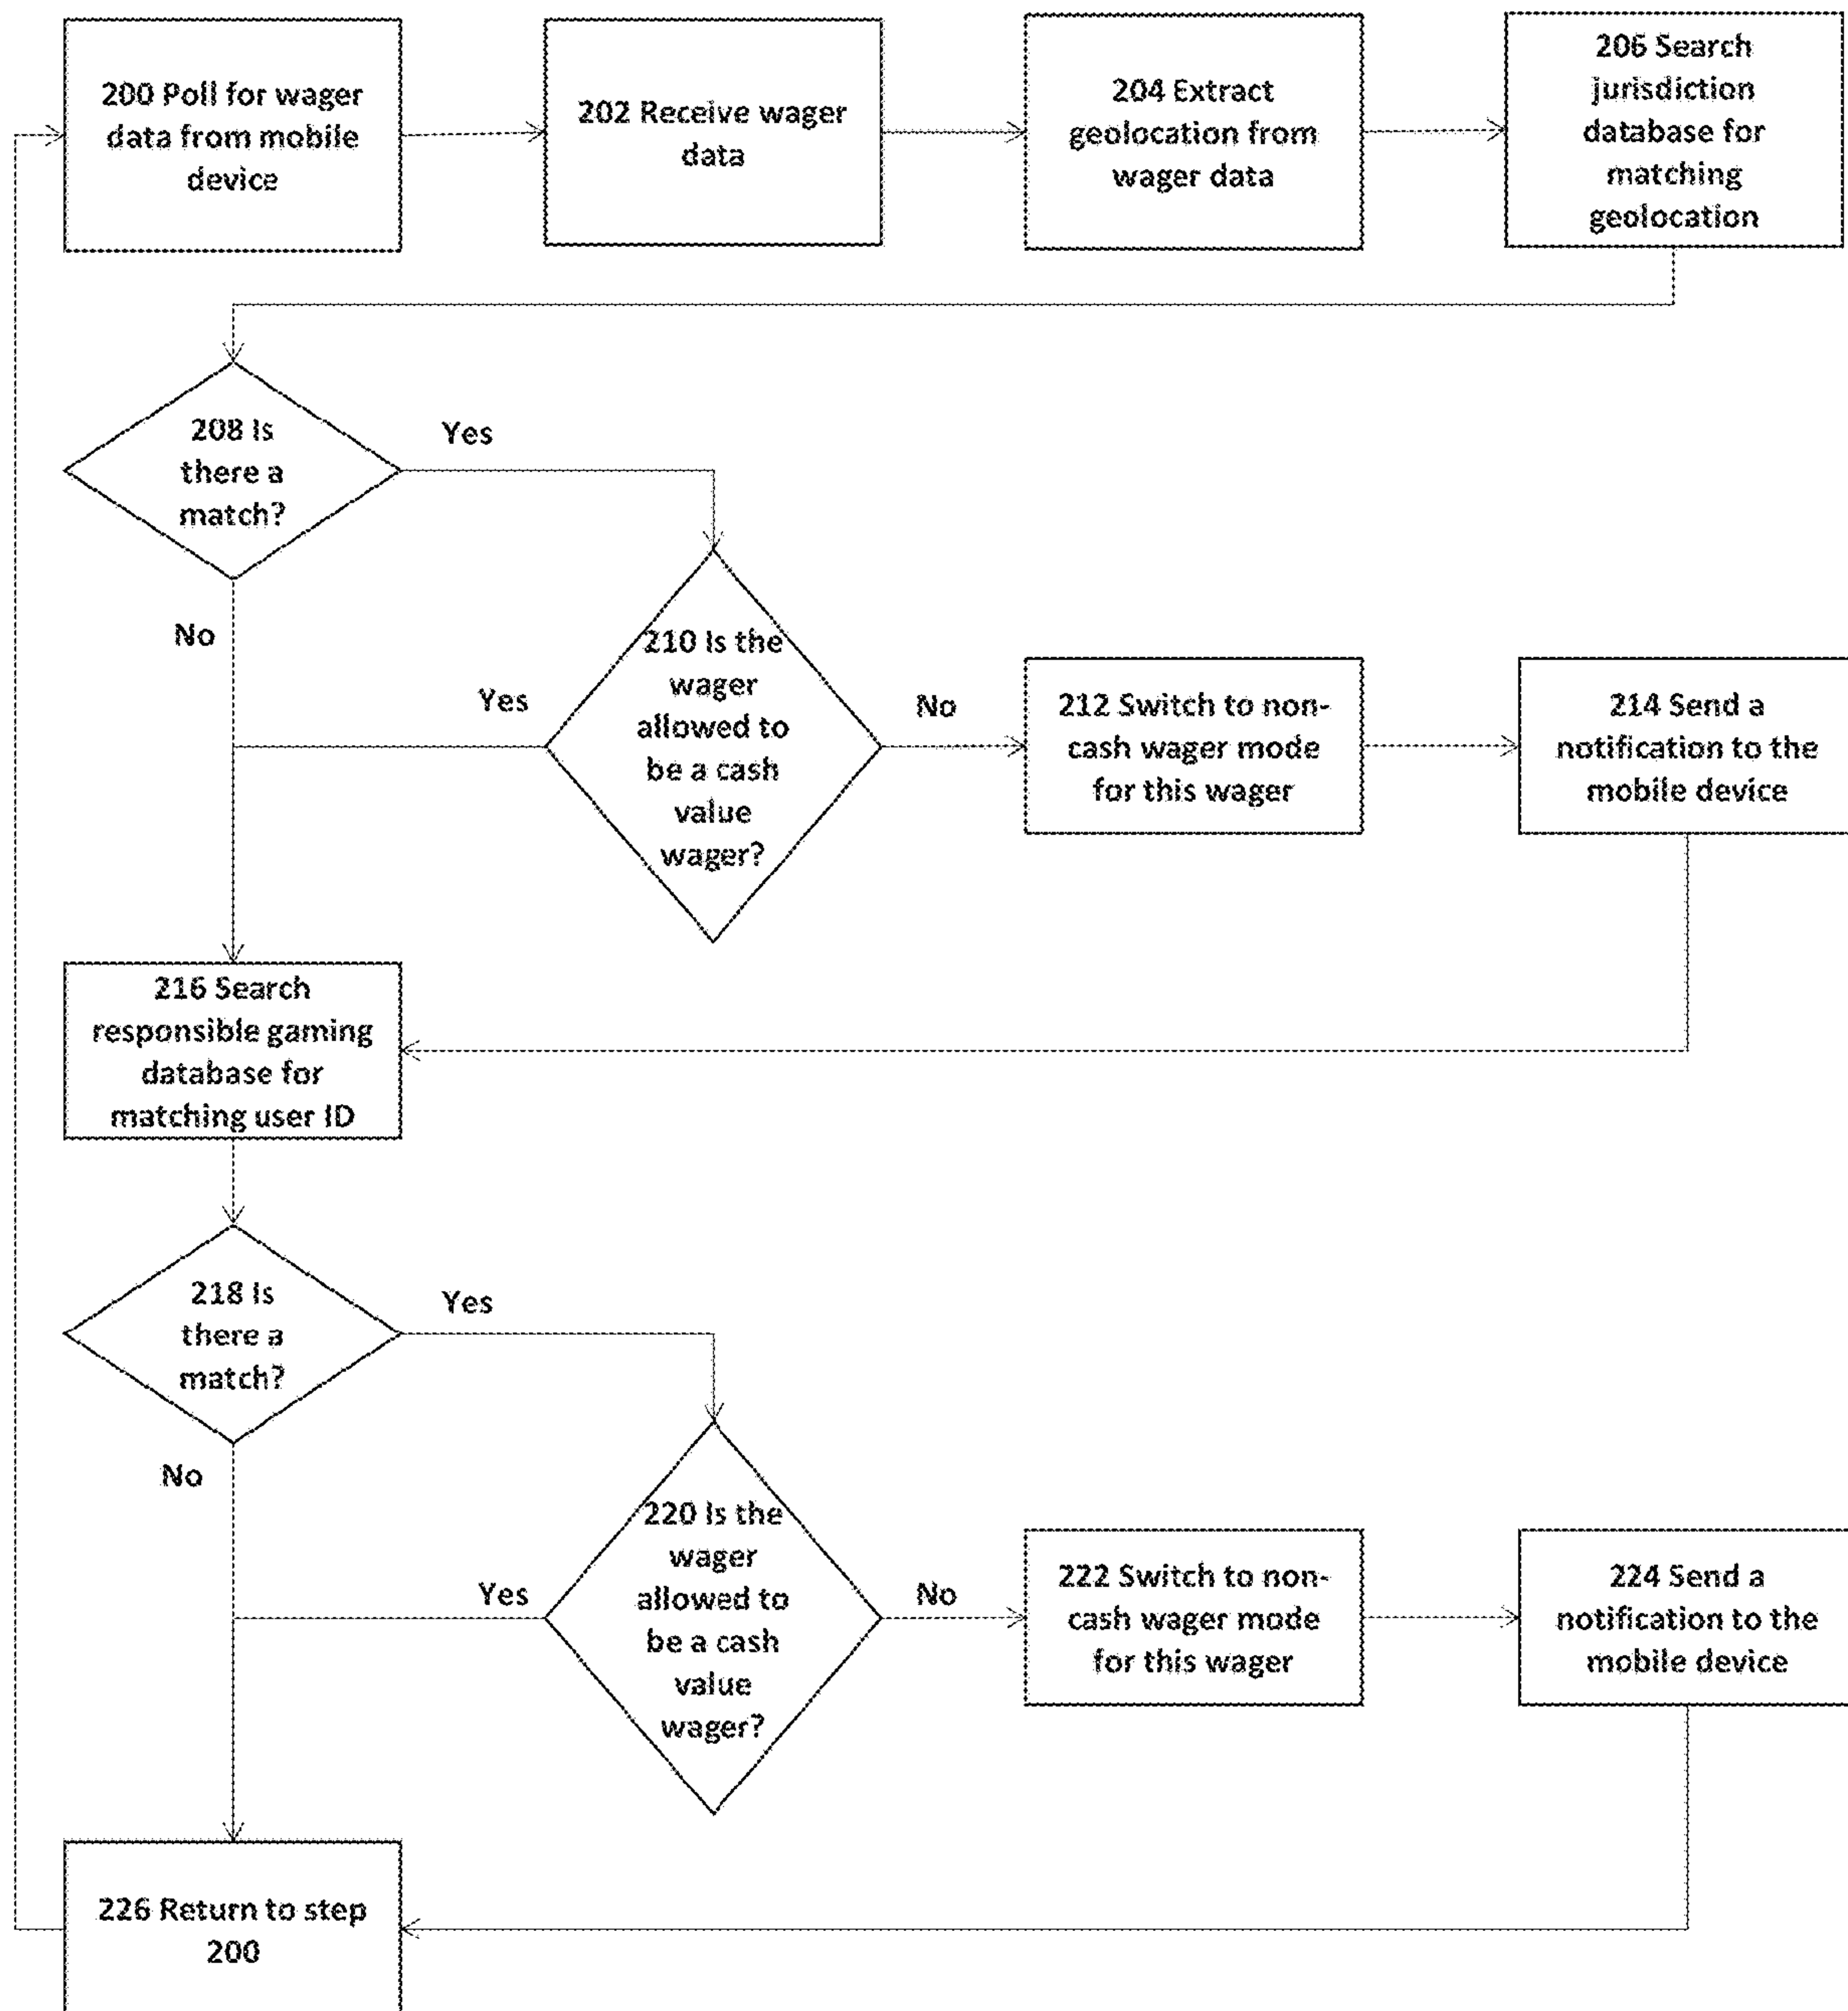 200 Poll for wager
data from mobile
device
202 Receive wager
data
204 Extract
geolocation from
wager data
206 Search
jurisdiction
database for
matching
geolocation
208 Is
there a
match?
Yes
No
210 Is the
wager
allowed to
be a cash
value
wager?
Yes
No
212 Switch to non-
cash wager mode
for this wager
214 Send a
notification to the
mobile device
216 Search
responsible gaming
database for
matching user ID
218 Is
there a
match?
Yes
No
220 Is the
wager
allowed to
be a cash
value
wager?
Yes
No
222 Switch to non-
cash wager mode
for this wager
224 Send a
notification to the
mobile device
226 Return to step
200